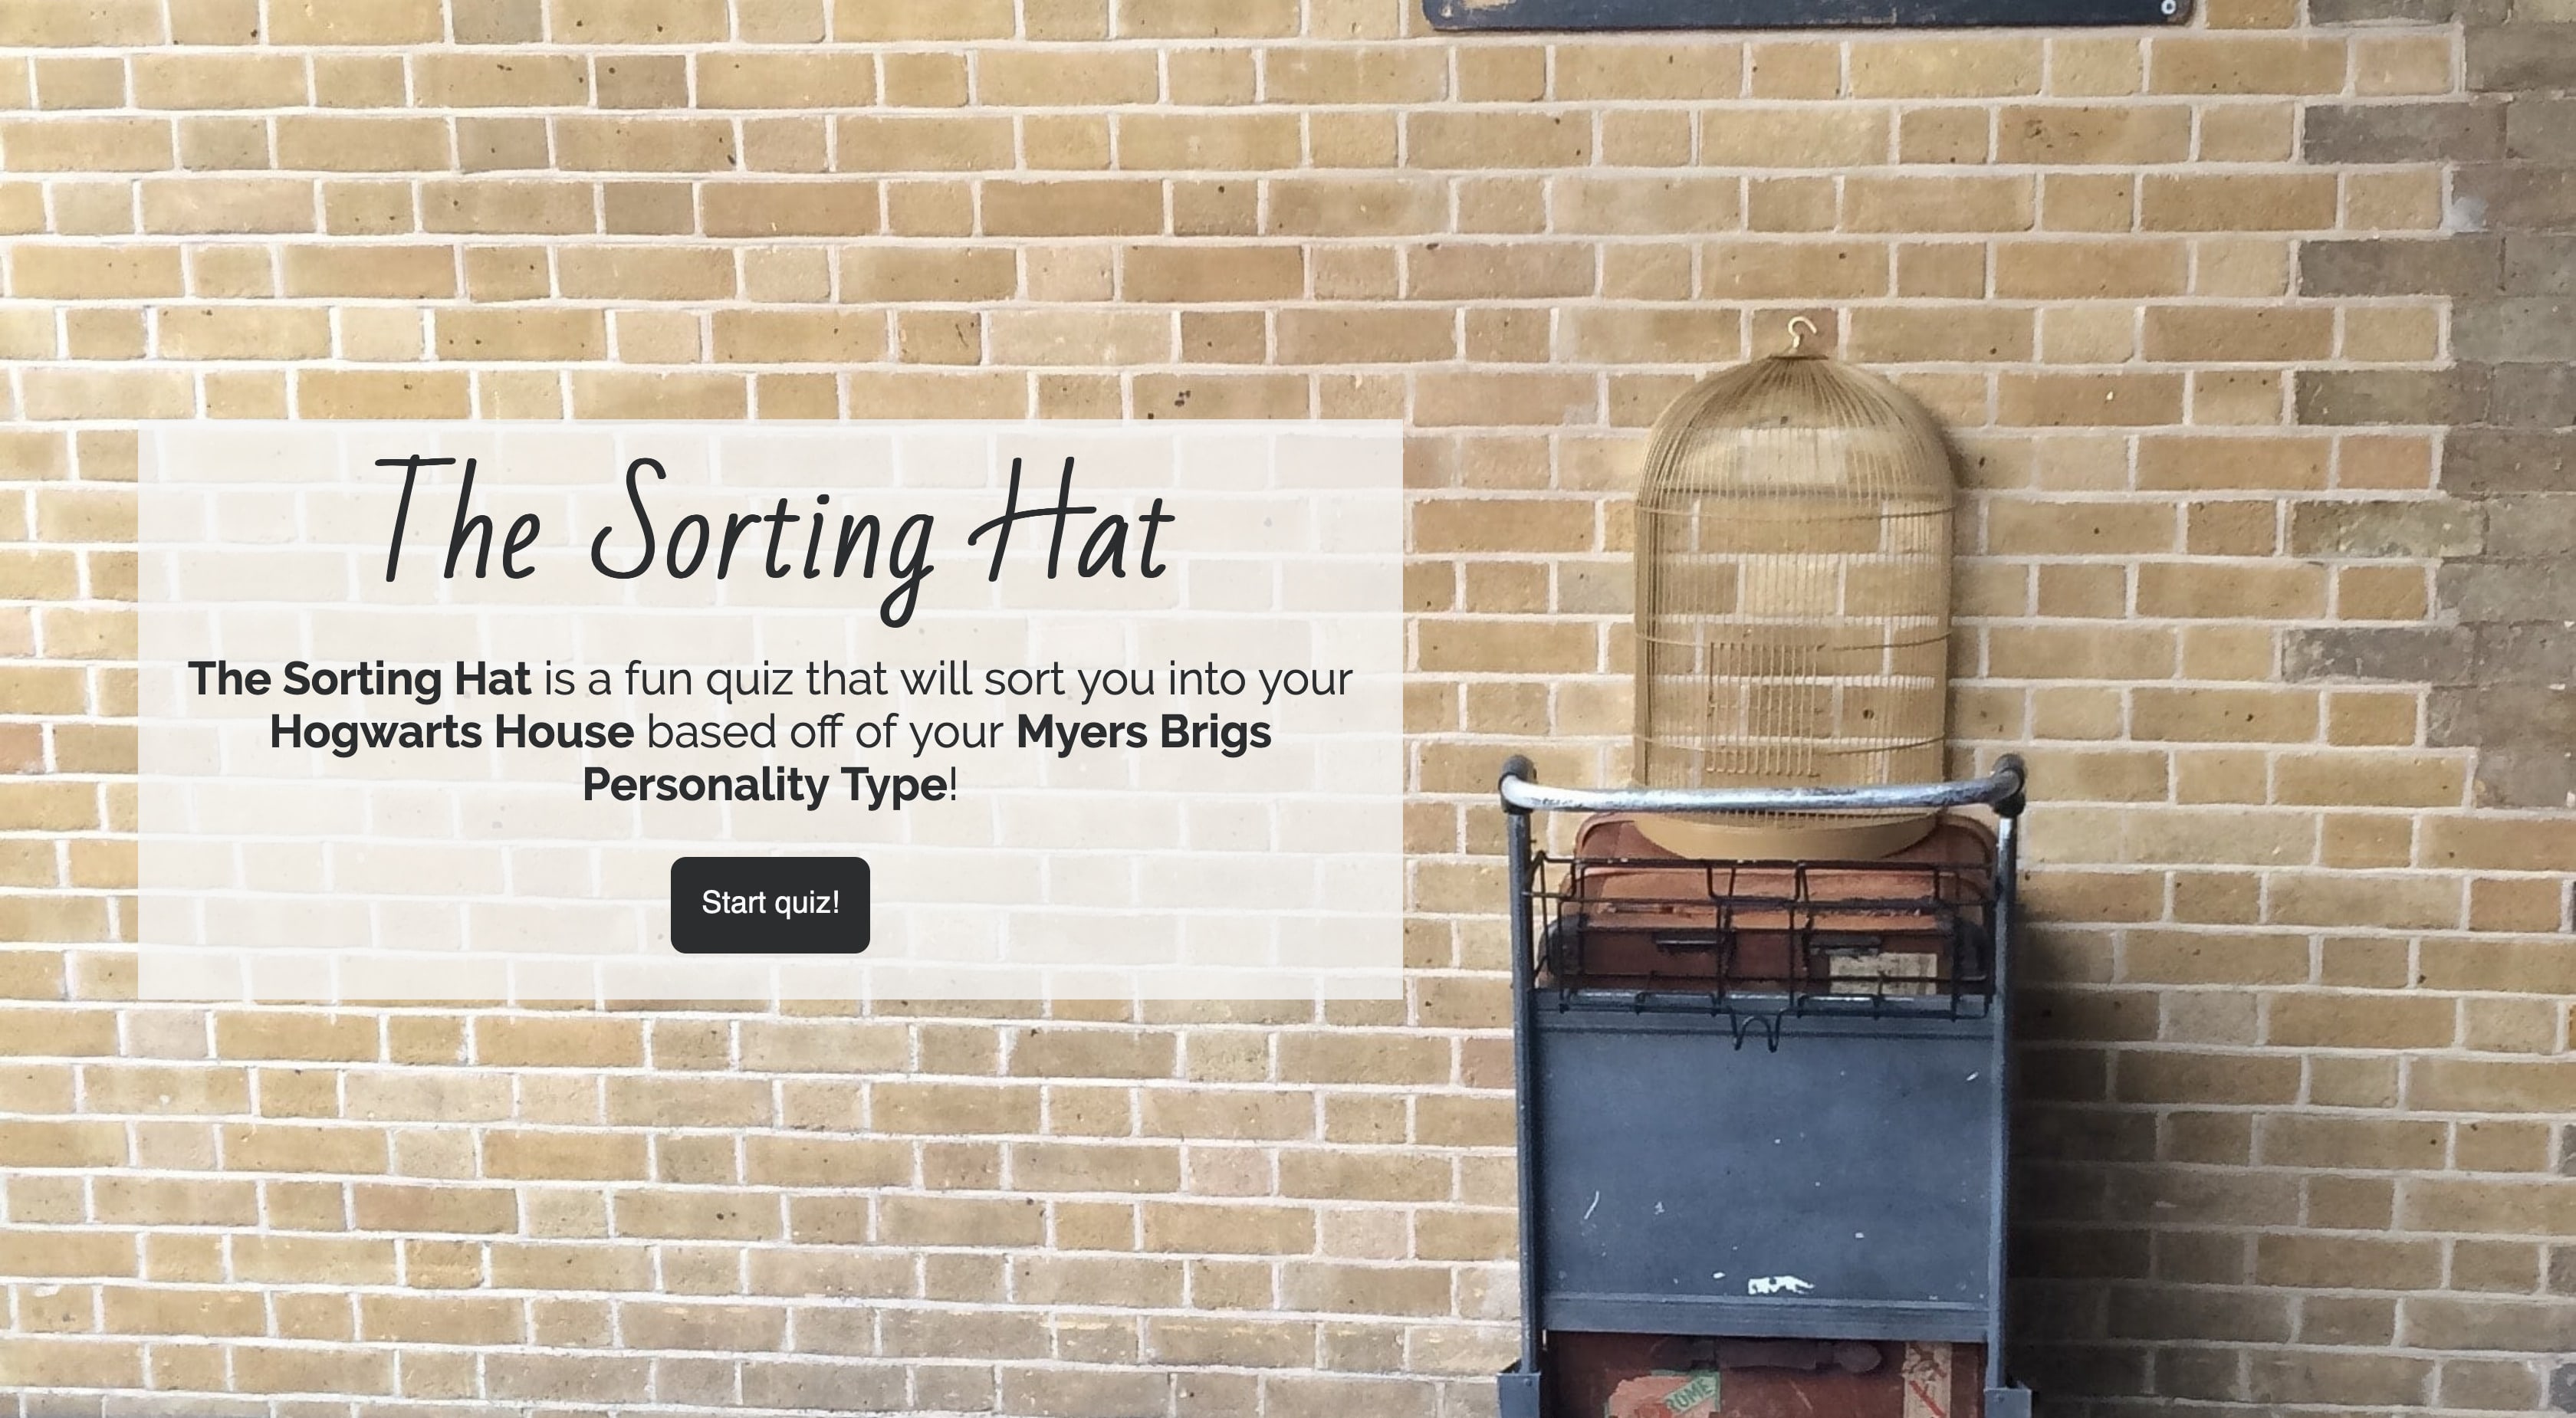 The Sorting Hat
The Sorting Hat is a fun quiz that will sort you into your
Hogwarts House based off of your Myers Brigs
Personality Type!
Start quiz!
ROME